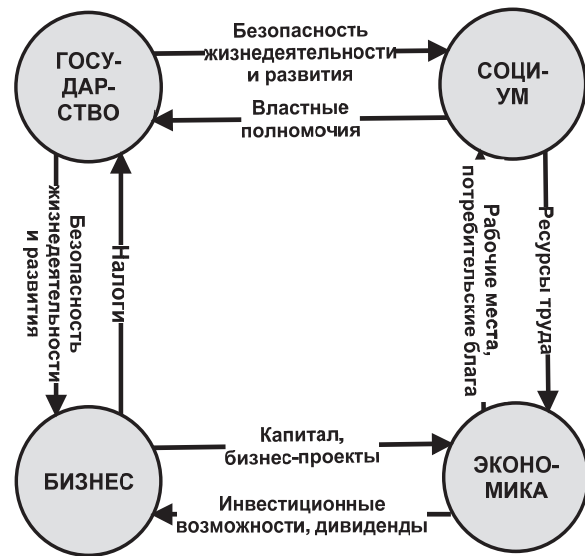 ГОСУ-
ДАР-
СТВО
Безопасность
жизнедеятельности
и развития
СОЦИ-
УМ
Властные
полномочия
Безопасность
жизнедеятельности
и развития
Налоги
Рабочие места,
потребительские блага
Ресурсы труда
БИЗНЕС
Капитал,
бизнес-проекты
ЭКОНО-
МИКА
Инвестиционные
возможности, дивиденды